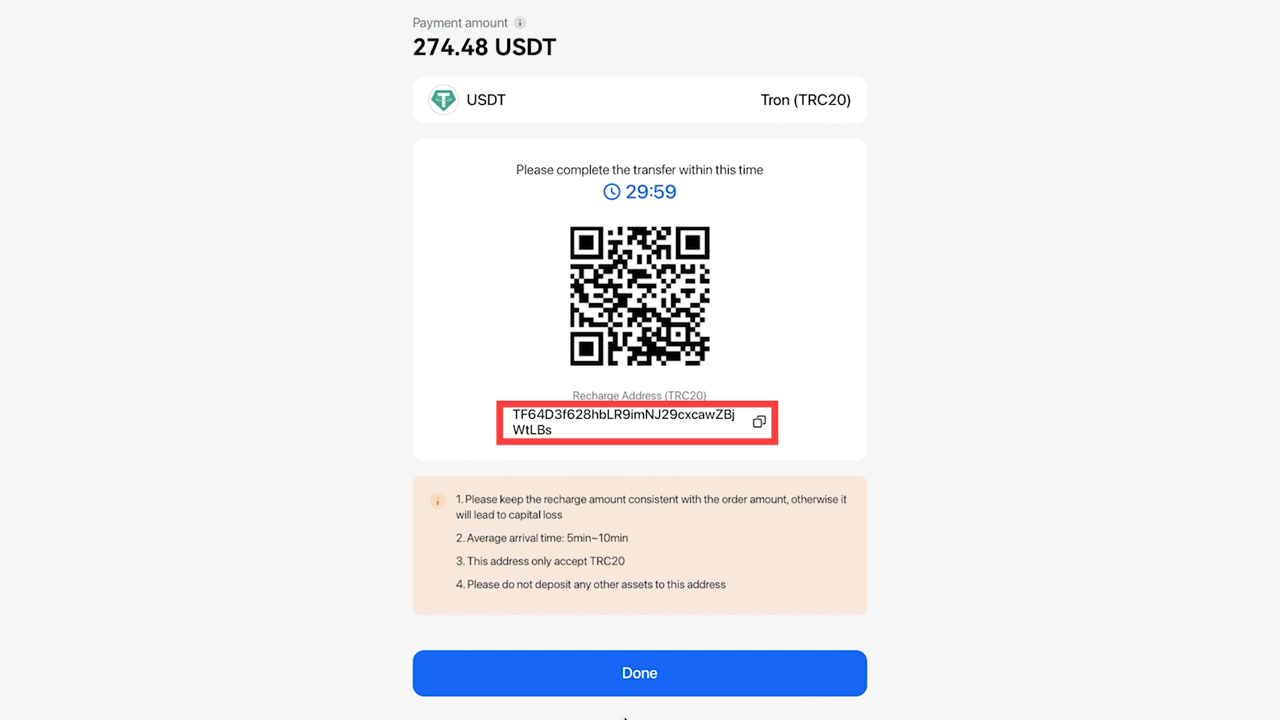 Payment amount
274.48 USDT
USDT
Tron (TRC20)
Please complete the transfer within this time
29:59
Recharge Address (TRC20)
TF64D3f628hbLR9imNJ29cxcawZBj
WtLBs
1. Please keep the recharge amount consistent with the order amount, otherwise it
will lead to capital loss
2. Average arrival time: 5min~10min
3. This address only accept TRC20
4. Please do not deposit any other assets to this address
Done